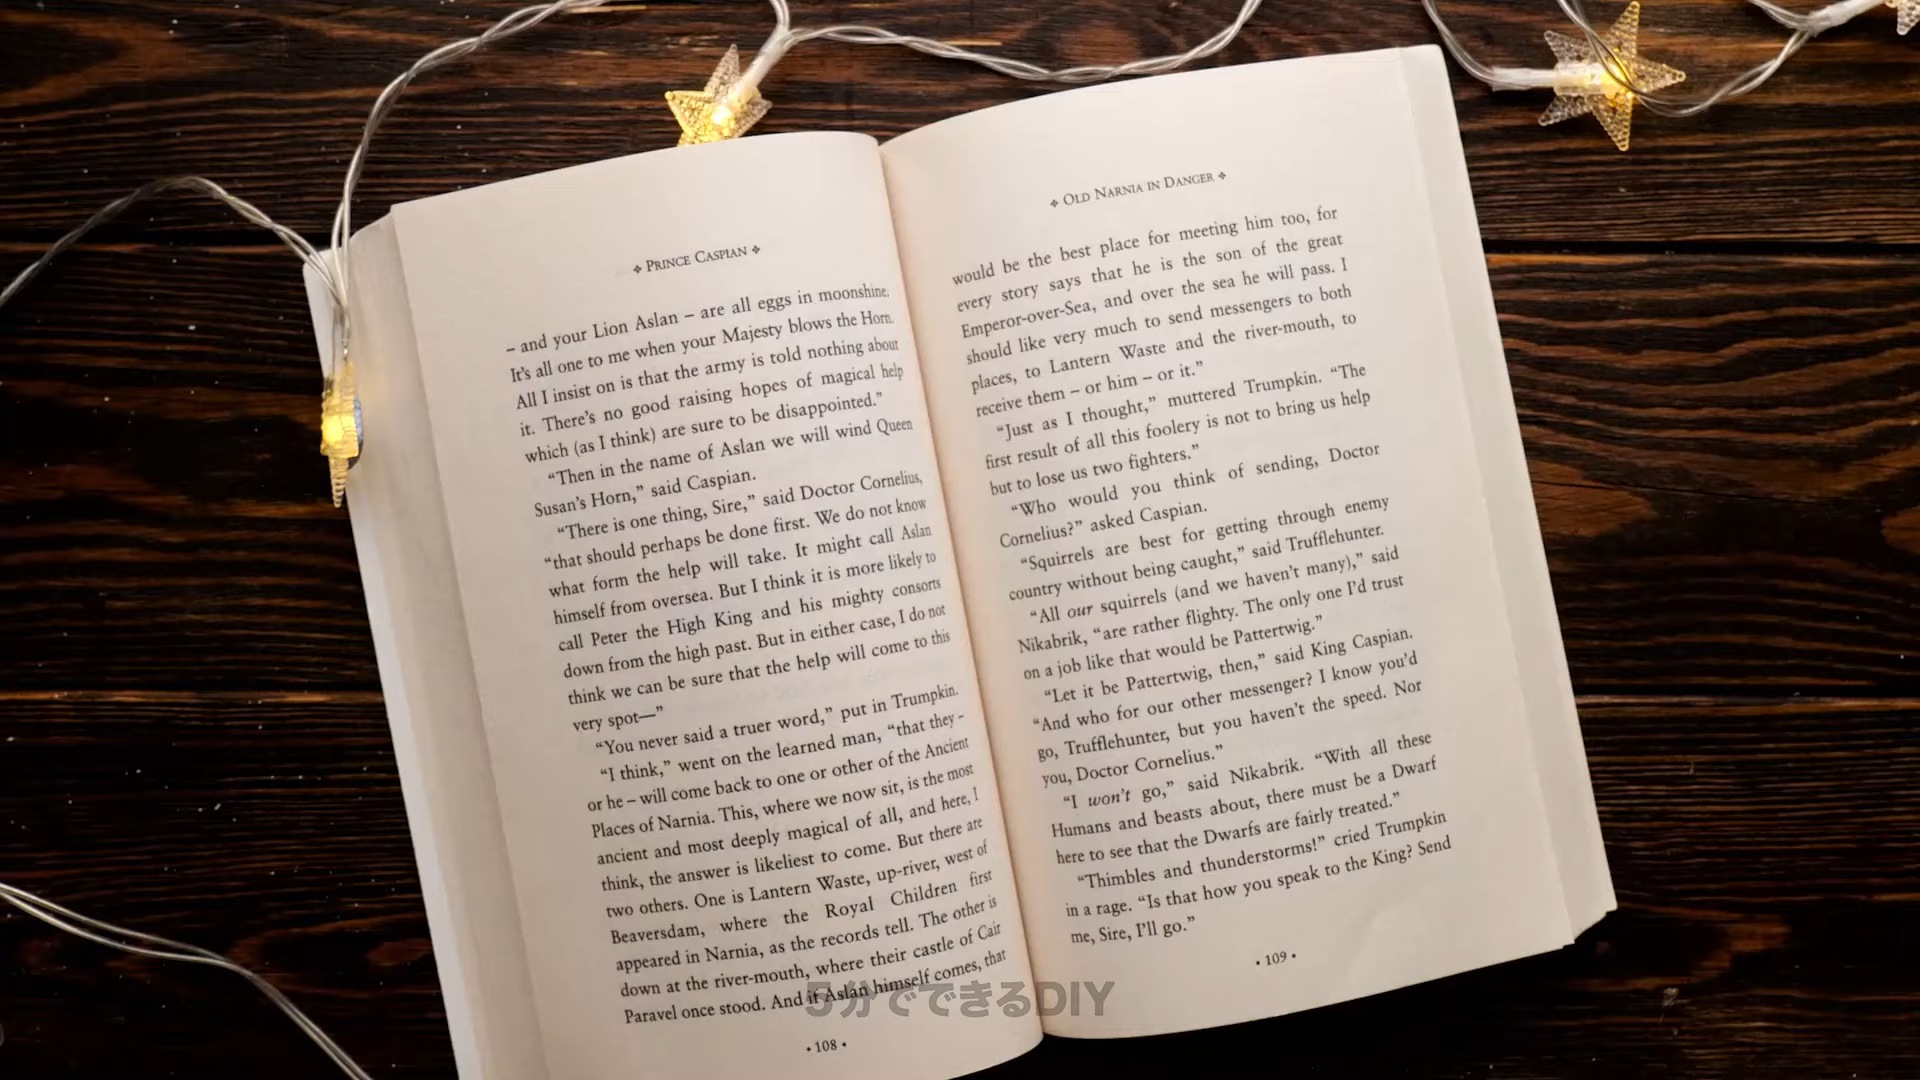 ❖ PRINCE CASPIAN ❖
– and your Lion Aslan – are all eggs in moonshine.
It's all one to me when your Majesty blows the Horn.
All I insist on is that the army is told nothing about
it. There's no good raising hopes of magical help
which (as I think) are sure to be disappointed.”
“Then in the name of Aslan we will wind Queen
Susan's Horn,” said Caspian.
“There is one thing, Sire,” said Doctor Cornelius,
“that should perhaps be done first. We do not know
what form the help will take. It might call Aslan
himself from oversea. But I think it is more likely to
call Peter the High King and his mighty consorts
down from the high past. But in either case, I do not
think we can be sure that the help will come to this
very spot—”
“You never said a truer word,” put in Trumpkin.
“I think,” went on the learned man, “that they –
or he – will come back to one or other of the Ancient
Places of Narnia. This, where we now sit, is the most
ancient and most deeply magical of all, and here, I
think, the answer is likeliest to come. But there are
two others. One is Lantern Waste, up-river, west of
Beaversdam, where the Royal Children first
appeared in Narnia, as the records tell. The other is
down at the river-mouth, where their castle of Cair
Paravel once stood. And if Aslan himself comes, that
• 108 •
❖ OLD NARNIA IN DANGER ❖
would be the best place for meeting him too, for
every story says that he is the son of the great
Emperor-over-Sea, and over the sea he will pass. I
should like very much to send messengers to both
places, to Lantern Waste and the river-mouth, to
receive them – or him – or it.”
“Just as I thought,” muttered Trumpkin. “The
first result of all this foolery is not to bring us help
but to lose us two fighters.”
“Who would you think of sending, Doctor
Cornelius?” asked Caspian.
“Squirrels are best for getting through enemy
country without being caught,” said Trufflehunter.
“All our squirrels (and we haven't many),” said
Nikabrik, “are rather flighty. The only one I'd trust
on a job like that would be Pattertwig.”
“Let it be Pattertwig, then,” said King Caspian.
“And who for our other messenger? I know you'd
go, Trufflehunter, but you haven't the speed. Nor
you, Doctor Cornelius.”
“I won't go,” said Nikabrik. “With all these
Humans and beasts about, there must be a Dwarf
here to see that the Dwarfs are fairly treated.”
“Thimbles and thunderstorms!” cried Trumpkin
in a rage. “Is that how you speak to the King? Send
me, Sire, I'll go.”
• 109 •
5分でできるDIY